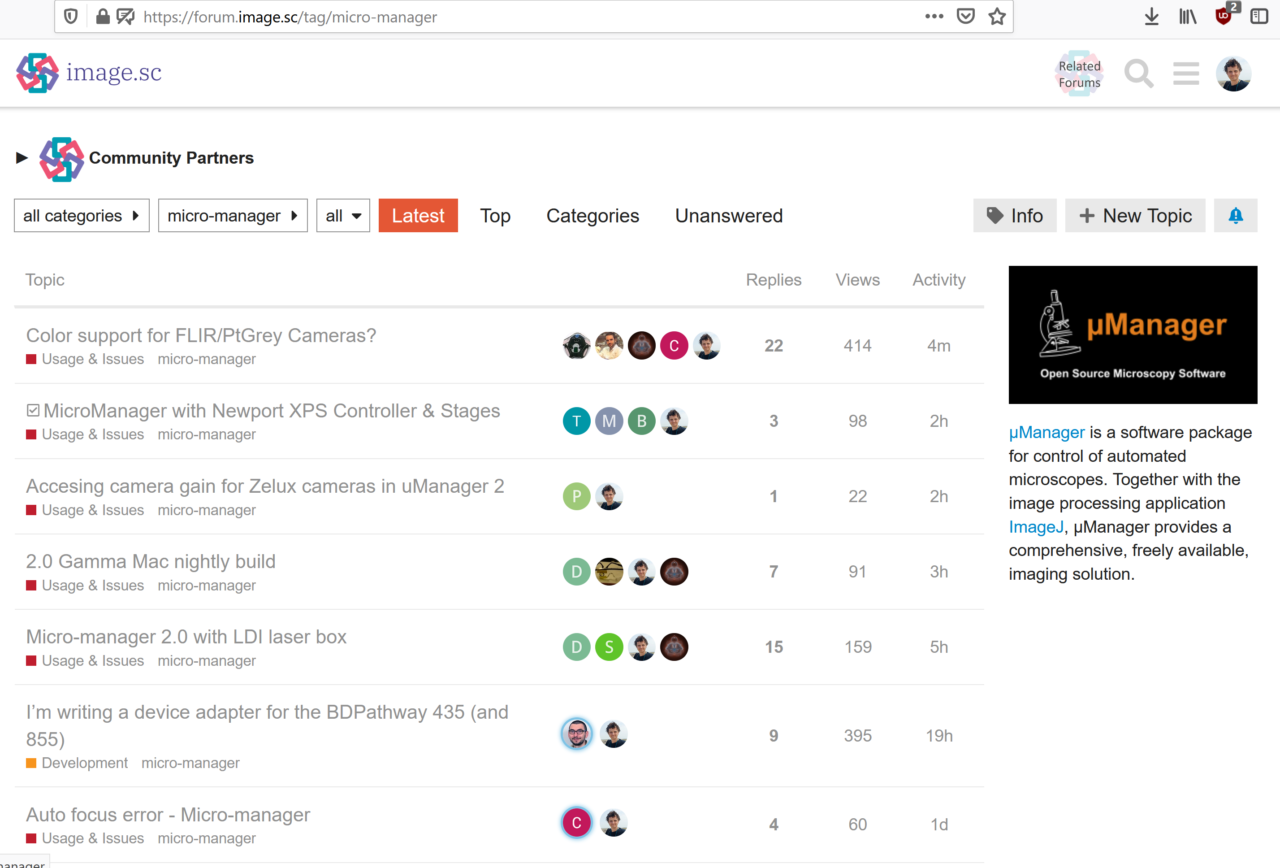 https://forum.image.sc/tag/micro-manager
2
image.sc
Related
Forums
Community Partners
all categories
micro-manager
all
Latest
Top
Categories
Unanswered
Info
New Topic
Topic
Replies
Views
Activity
Color support for FLIR/PtGrey Cameras?
Usage & Issues micro-manager
C
22
414
4m
MicroManager with Newport XPS Controller & Stages
Usage & Issues micro-manager
T M B
3
98
2h
Accesing camera gain for Zelux cameras in uManager 2
Usage & Issues micro-manager
P
1
22
2h
2.0 Gamma Mac nightly build
Usage & Issues micro-manager
D
7
91
3h
Micro-manager 2.0 with LDI laser box
Usage & Issues micro-manager
D S
15
159
5h
I’m writing a device adapter for the BDPathway 435 (and
855)
Development micro-manager
9
395
19h
Auto focus error - Micro-manager
Usage & Issues micro-manager
C
4
60
1d
µManager
Open Source Microscopy Software
µManager is a software package
for control of automated
microscopes. Together with the
image processing application
ImageJ, µManager provides a
comprehensive, freely available,
imaging solution.